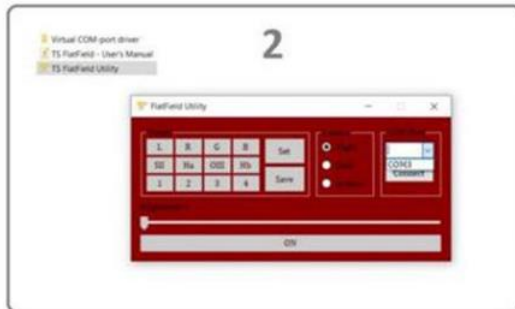 2
Virtual COM-port driver
TS FlatField - User's Manual
TS FlatField Utility
FlatField Utility
L R G B Set
SII Ha OIII Hb
1 2 3 4 Save
COM3
Connect
ON